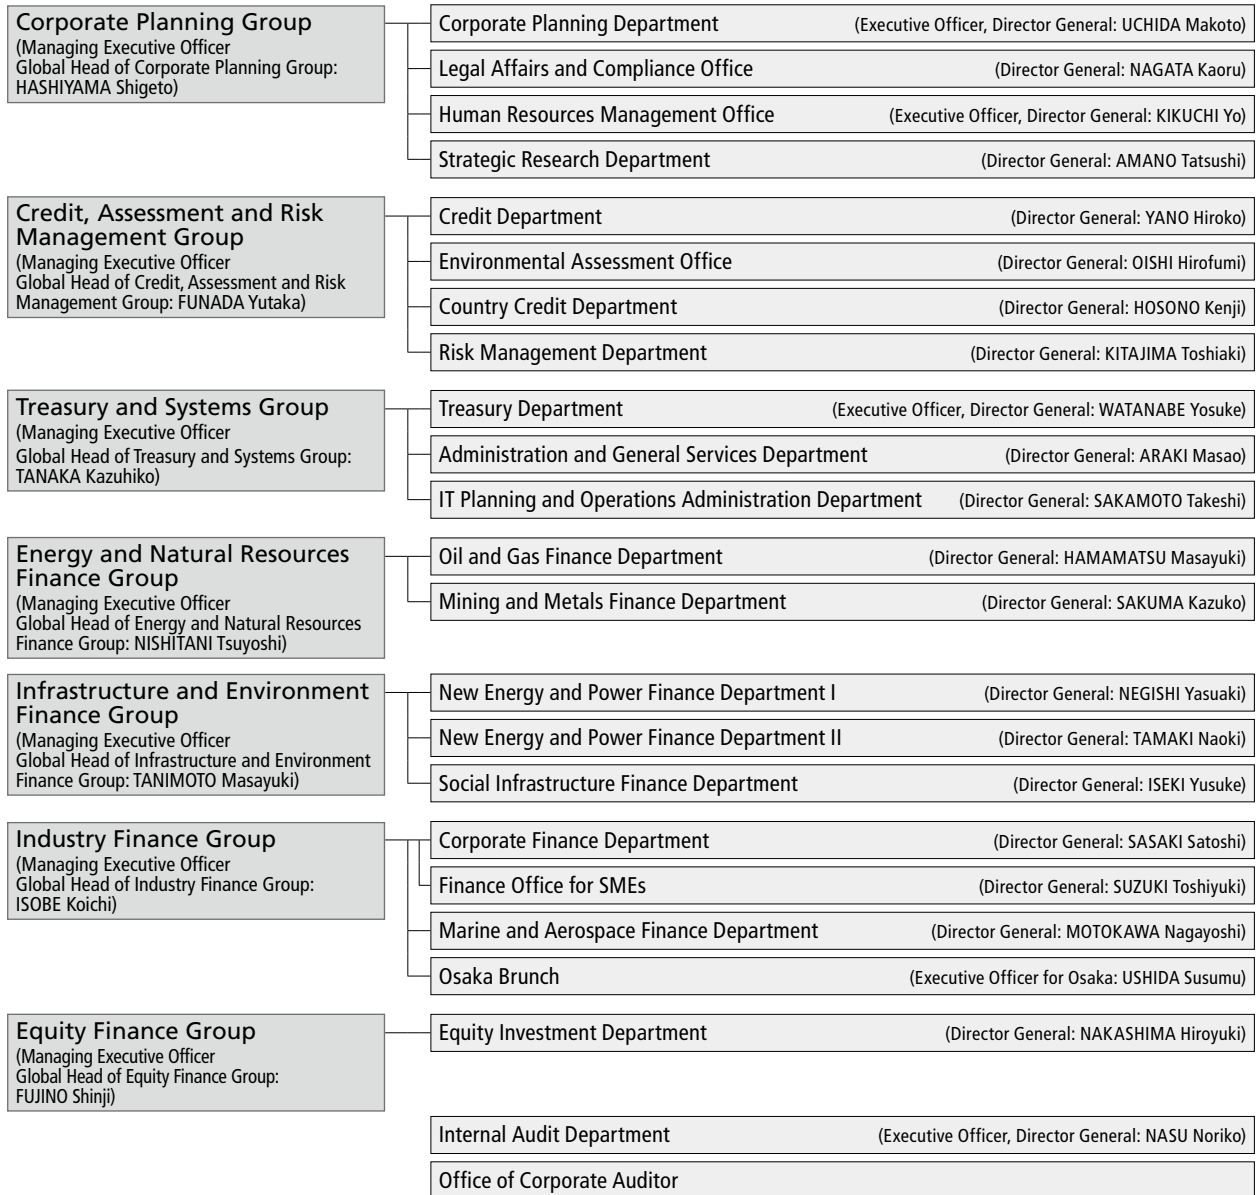 Corporate Planning Group
(Managing Executive Officer
Global Head of Corporate Planning Group:
HASHIYAMA Shigeto)
Corporate Planning Department (Executive Officer, Director General: UCHIDA Makoto)
Legal Affairs and Compliance Office (Director General: NAGATA Kaoru)
Human Resources Management Office (Executive Officer, Director General: KIKUCHI Yo)
Strategic Research Department (Director General: AMANO Tatsushi)
Credit, Assessment and Risk
Management Group
(Managing Executive Officer
Global Head of Credit, Assessment and Risk
Management Group: FUNADA Yutaka)
Credit Department (Director General: YANO Hiroko)
Environmental Assessment Office (Director General: OISHI Hirofumi)
Country Credit Department (Director General: HOSONO Kenji)
Risk Management Department (Director General: KITAJIMA Toshiaki)
Treasury and Systems Group
(Managing Executive Officer
Global Head of Treasury and Systems Group:
TANAKA Kazuhiko)
Treasury Department (Executive Officer, Director General: WATANABE Yosuke)
Administration and General Services Department (Director General: ARAKI Masao)
IT Planning and Operations Administration Department (Director General: SAKAMOTO Takeshi)
Energy and Natural Resources
Finance Group
(Managing Executive Officer
Global Head of Energy and Natural Resources
Finance Group: NISHITANI Tsuyoshi)
Oil and Gas Finance Department (Director General: HAMAMATSU Masayuki)
Mining and Metals Finance Department (Director General: SAKUMA Kazuko)
Infrastructure and Environment
Finance Group
(Managing Executive Officer
Global Head of Infrastructure and Environment
Finance Group: TANIMOTO Masayuki)
New Energy and Power Finance Department I (Director General: NEGISHI Yasuaki)
New Energy and Power Finance Department II (Director General: TAMAKI Naoki)
Social Infrastructure Finance Department (Director General: ISEKI Yusuke)
Industry Finance Group
(Managing Executive Officer
Global Head of Industry Finance Group:
ISOBE Koichi)
Corporate Finance Department (Director General: SASAKI Satoshi)
Finance Office for SMEs (Director General: SUZUKI Toshiyuki)
Marine and Aerospace Finance Department (Director General: MOTOKAWA Nagayoshi)
Osaka Brunch (Executive Officer for Osaka: USHIDA Susumu)
Equity Finance Group
(Managing Executive Officer
Global Head of Equity Finance Group:
FUJINO Shinji)
Equity Investment Department (Director General: NAKASHIMA Hiroyuki)
Internal Audit Department (Executive Officer, Director General: NASU Noriko)
Office of Corporate Auditor